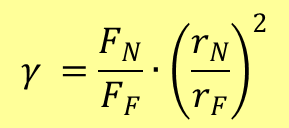 γ = F_N/F_F · (r_N/r_F)^2